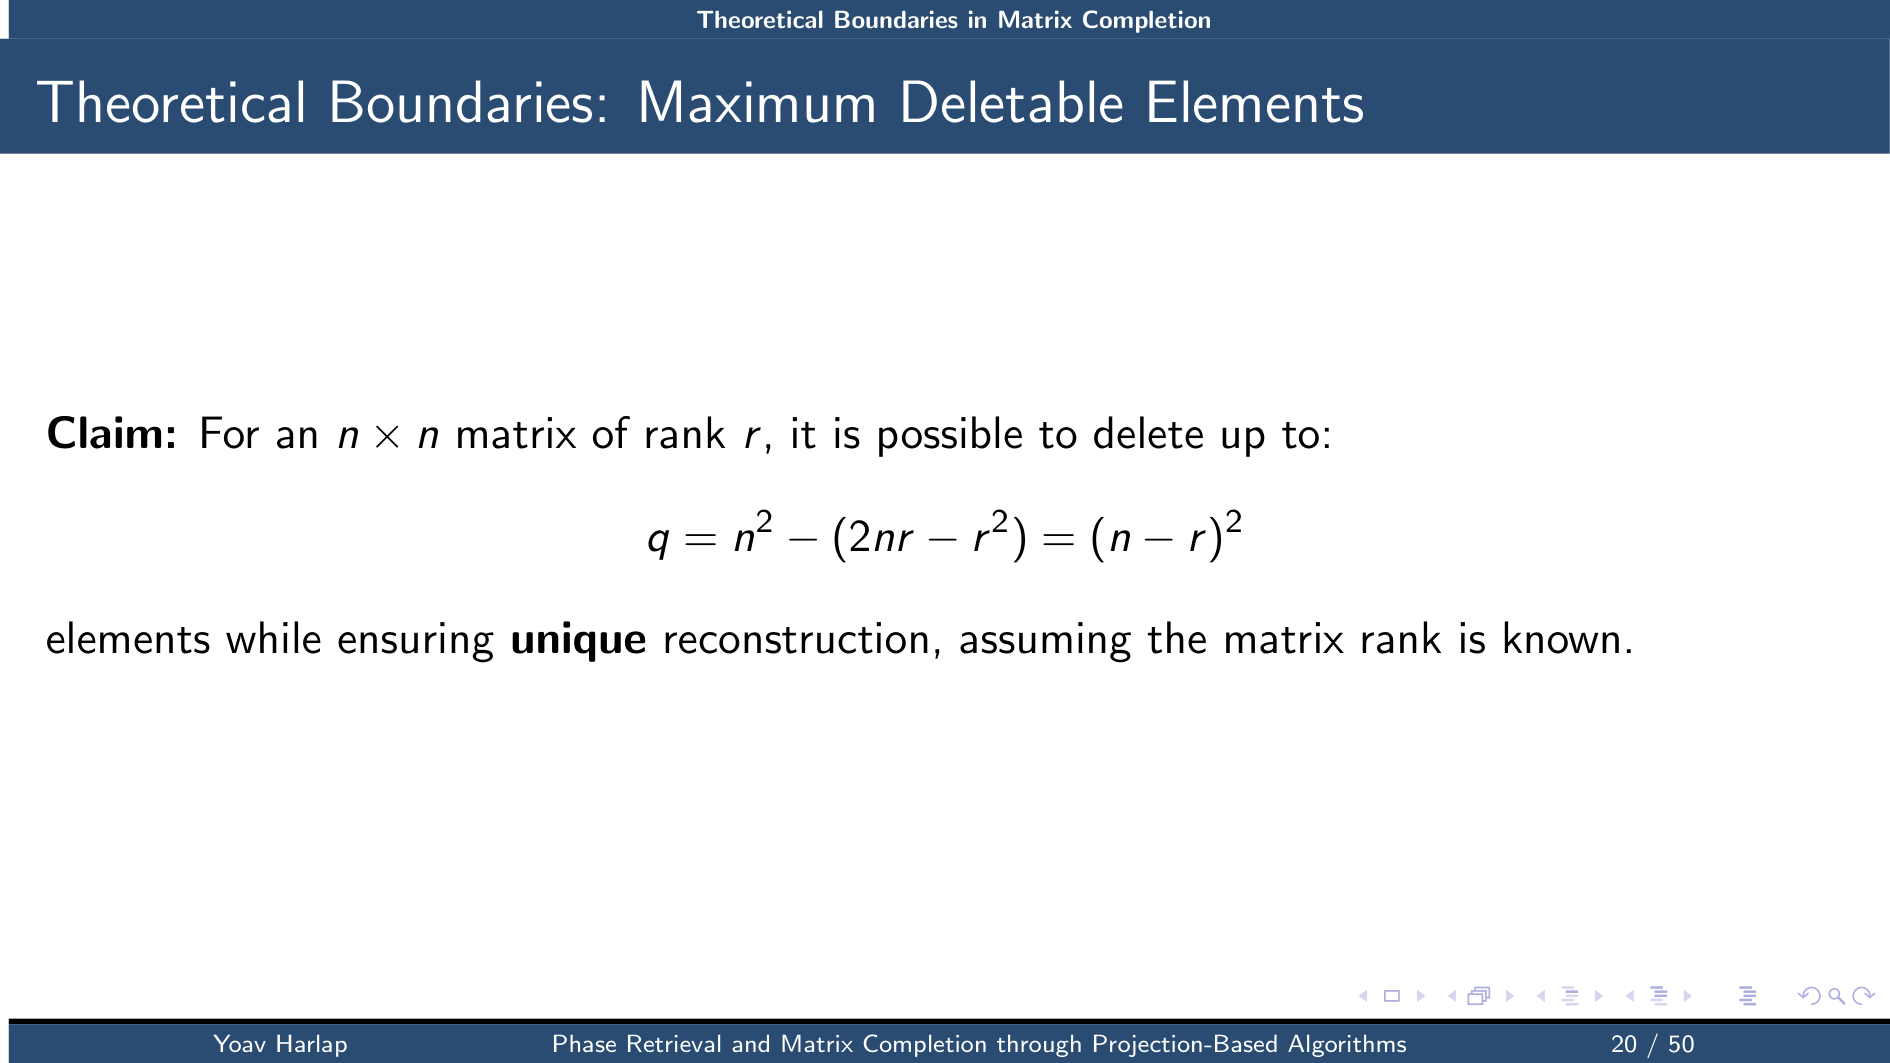 Theoretical Boundaries in Matrix Completion
Theoretical Boundaries: Maximum Deletable Elements
Claim: For an n × n matrix of rank r, it is possible to delete up to:
q = n² − (2nr − r²) = (n − r)²
elements while ensuring unique reconstruction, assuming the matrix rank is known.
Yoav Harlap Phase Retrieval and Matrix Completion through Projection-Based Algorithms 20 / 50